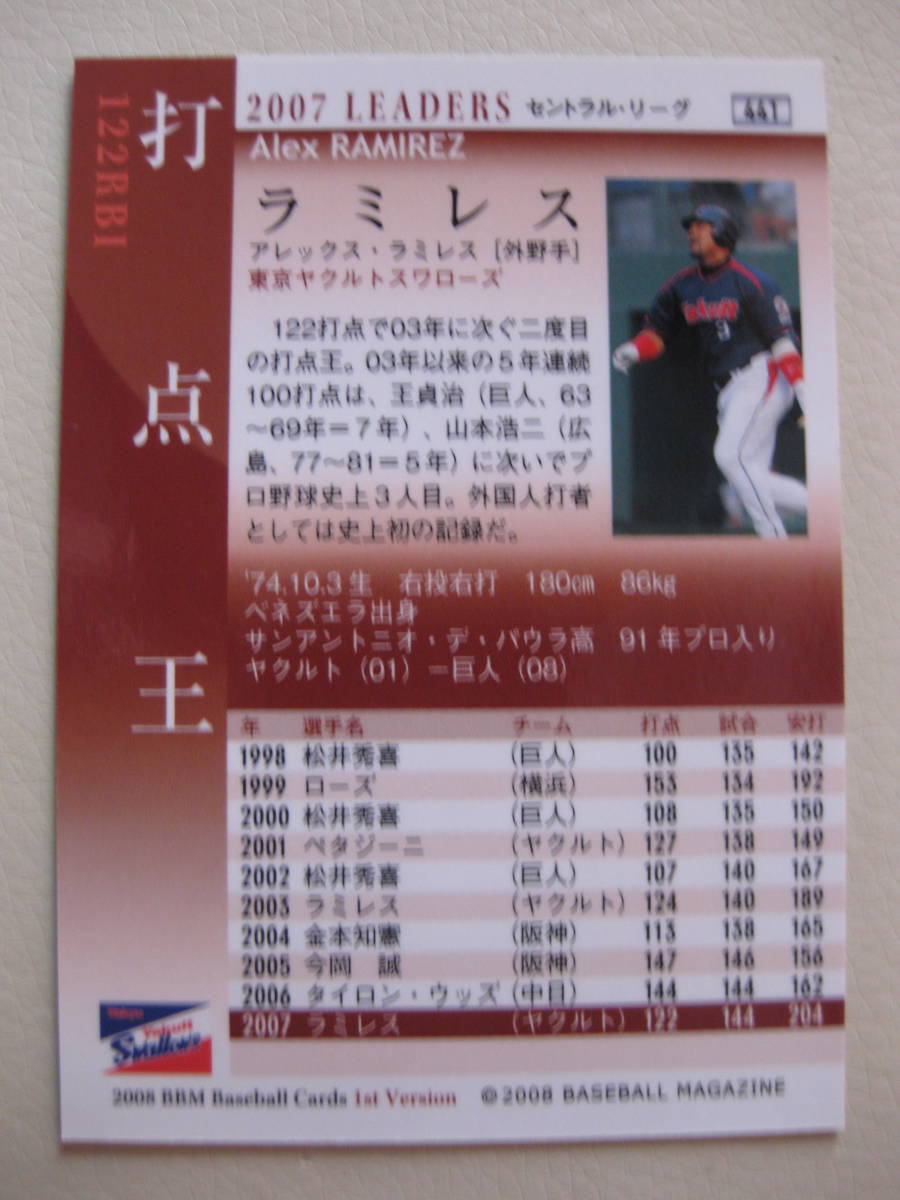 打点王
122RBI
2007 LEADERS セントラル・リーグ 441
Alex RAMIREZ
ラミレス
アレックス・ラミレス [外野手]
東京ヤクルトスワローズ
122打点で03年に次ぐ二度目
の打点王。03年以来の5年連続
100打点は、王貞治(巨人、63
〜69年=7年)、山本浩二(広
島、77〜81=5年)に次いでプ
ロ野球史上3人目。外国人打者
としては史上初の記録だ。
'74.10.3生 右投右打 180cm 86kg
ベネズエラ出身
サンアントニオ・デ・パウラ高 91年プロ入り
ヤクルト(01)−巨人(08)
年 選手名 チーム 打点 試合 安打
1998 松井秀喜 (巨人) 100 135 142
1999 ローズ (横浜) 153 134 192
2000 松井秀喜 (巨人) 108 135 150
2001 ペタジーニ (ヤクルト) 127 138 149
2002 松井秀喜 (巨人) 107 140 167
2003 ラミレス (ヤクルト) 124 140 189
2004 金本知憲 (阪神) 113 138 165
2005 今岡 誠 (阪神) 147 146 156
2006 タイロン・ウッズ (中日) 144 144 162
2007 ラミレス (ヤクルト) 122 144 204
Yakult
3
Tokyo
Yakult
Swallows
2008 BBM Baseball Cards 1st Version ©2008 BASEBALL MAGAZINE